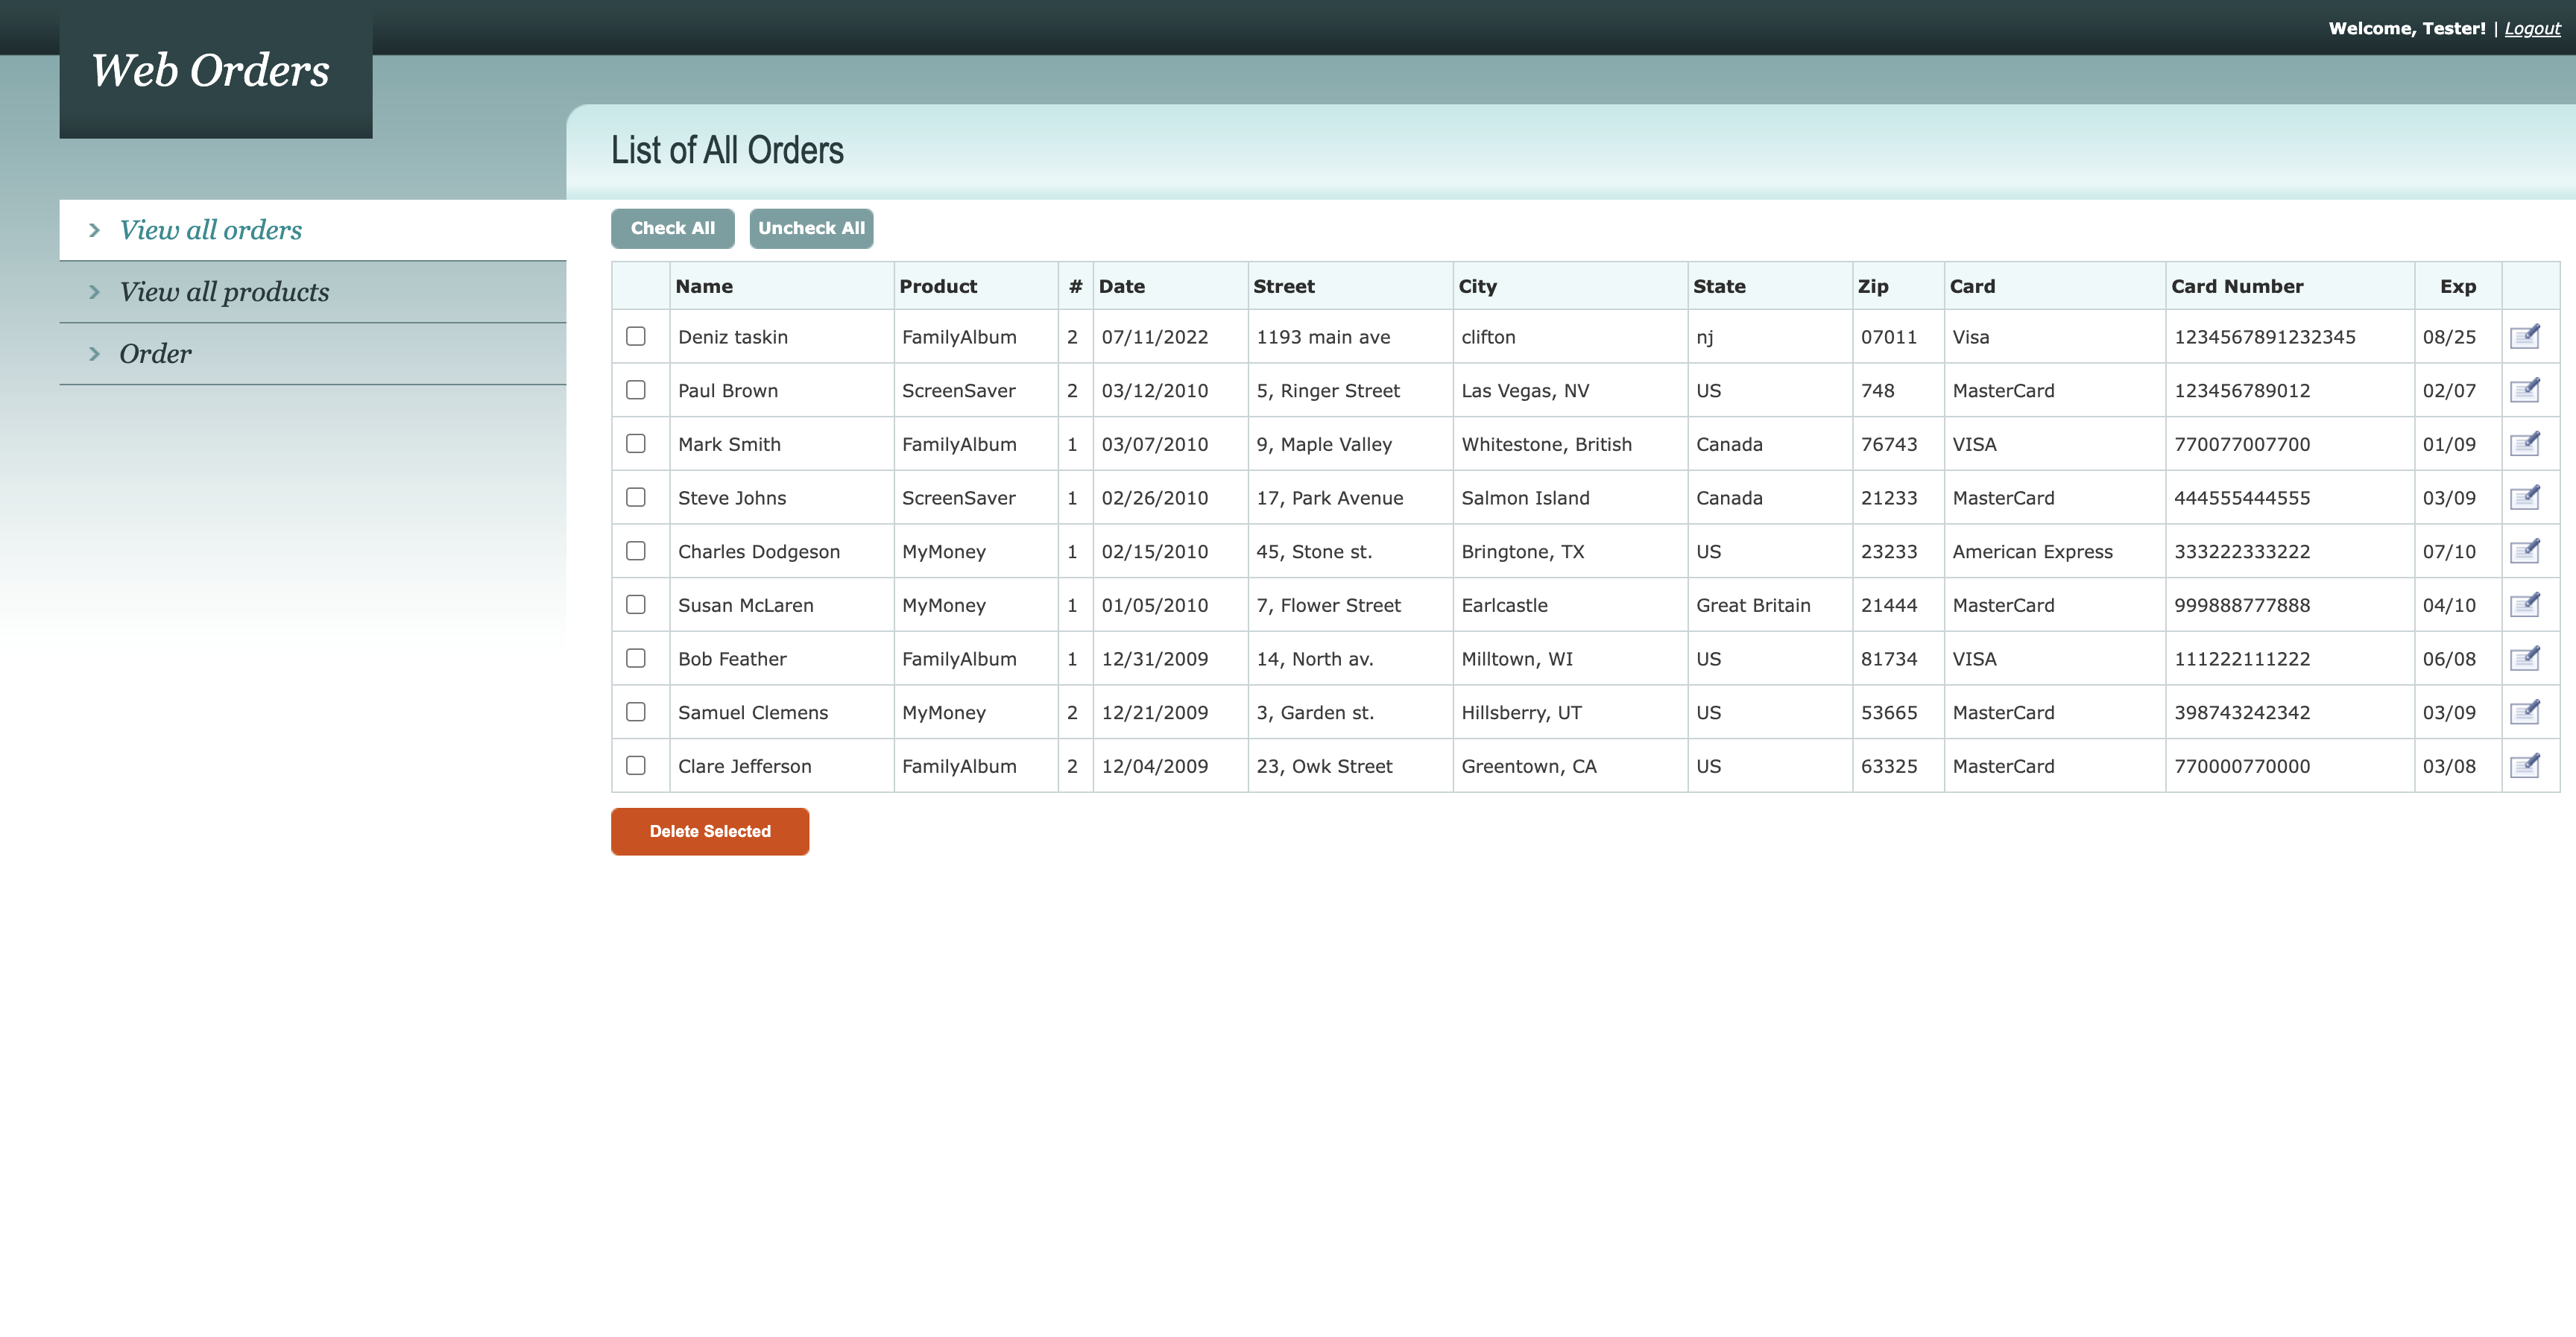 Welcome, Tester! | Logout
Web Orders
List of All Orders
View all orders
View all products
Order
Check All Uncheck All
Name Product # Date Street City State Zip Card Card Number Exp
Deniz taskin FamilyAlbum 2 07/11/2022 1193 main ave clifton nj 07011 Visa 1234567891232345 08/25
Paul Brown ScreenSaver 2 03/12/2010 5, Ringer Street Las Vegas, NV US 748 MasterCard 123456789012 02/07
Mark Smith FamilyAlbum 1 03/07/2010 9, Maple Valley Whitestone, British Canada 76743 VISA 770077007700 01/09
Steve Johns ScreenSaver 1 02/26/2010 17, Park Avenue Salmon Island Canada 21233 MasterCard 444555444555 03/09
Charles Dodgeson MyMoney 1 02/15/2010 45, Stone st. Bringtone, TX US 23233 American Express 333222333222 07/10
Susan McLaren MyMoney 1 01/05/2010 7, Flower Street Earlcastle Great Britain 21444 MasterCard 999888777888 04/10
Bob Feather FamilyAlbum 1 12/31/2009 14, North av. Milltown, WI US 81734 VISA 111222111222 06/08
Samuel Clemens MyMoney 2 12/21/2009 3, Garden st. Hillsberry, UT US 53665 MasterCard 398743242342 03/09
Clare Jefferson FamilyAlbum 2 12/04/2009 23, Owk Street Greentown, CA US 63325 MasterCard 770000770000 03/08
Delete Selected